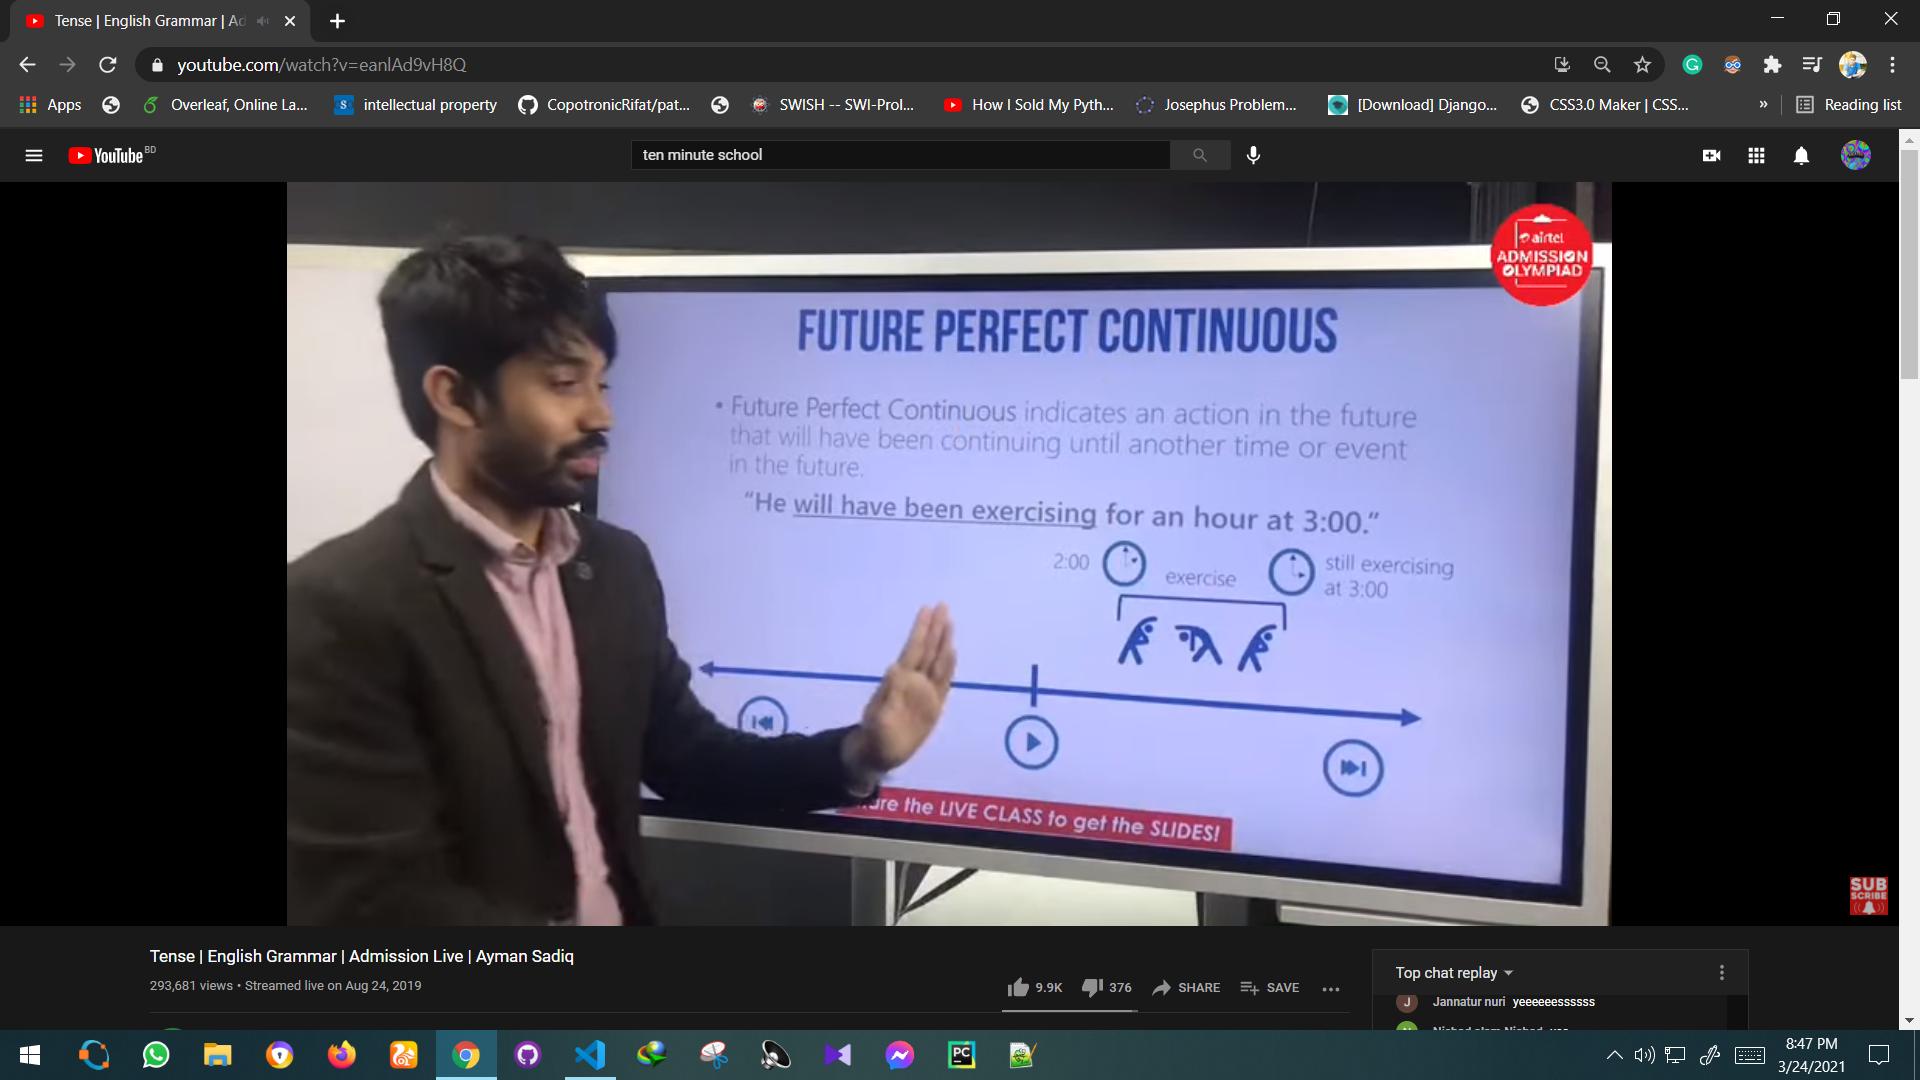 Tense | English Grammar | Ad
youtube.com/watch?v=eanlAd9vH8Q
Apps
Overleaf, Online La...
intellectual property
CopotronicRifat/pat...
SWISH -- SWI-Prol...
How I Sold My Pyth...
Josephus Problem...
[Download] Django...
CSS3.0 Maker | CSS...
»
Reading list
YouTube BD
ten minute school
airtel
ADMISSION
OLYMPIAD
FUTURE PERFECT CONTINUOUS
• Future Perfect Continuous indicates an action in the future
that will have been continuing until another time or event
in the future.
"He will have been exercising for an hour at 3:00."
2:00
exercise
still exercising
at 3:00
the LIVE CLASS to get the SLIDES!
SUB
SCRIBE
Tense | English Grammar | Admission Live | Ayman Sadiq
293,681 views • Streamed live on Aug 24, 2019
9.9K
376
SHARE
SAVE
Top chat replay
J
Jannatur nuri yeeeeeessssss
PC
8:47 PM
3/24/2021